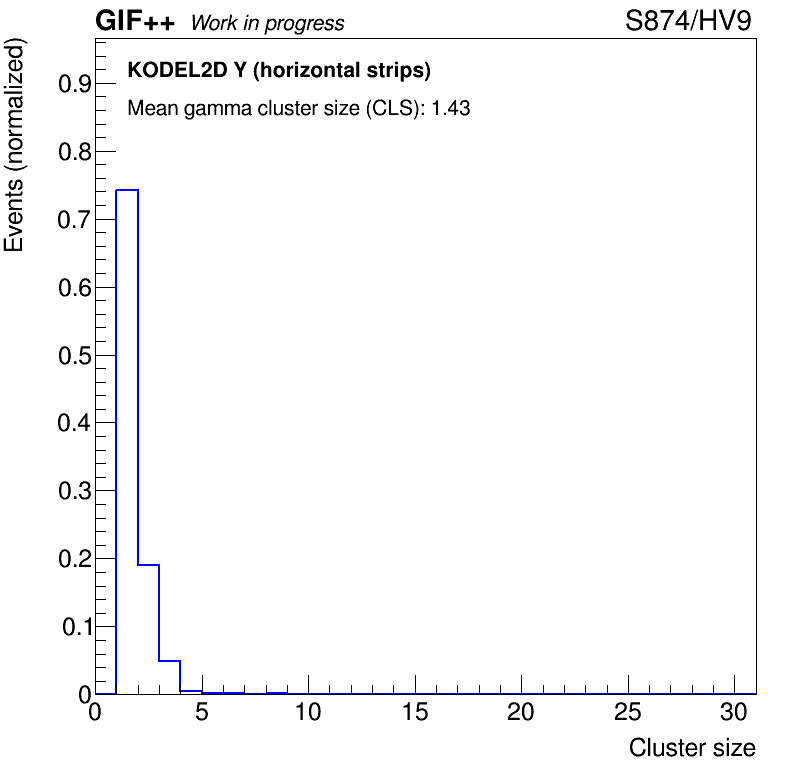 GIF++ Work in progress S874/HV9
Events (normalized)
KODEL2D Y (horizontal strips)
Mean gamma cluster size (CLS): 1.43
0.9
0.8
0.7
0.6
0.5
0.4
0.3
0.2
0.1
0
0 5 10 15 20 25 30
Cluster size